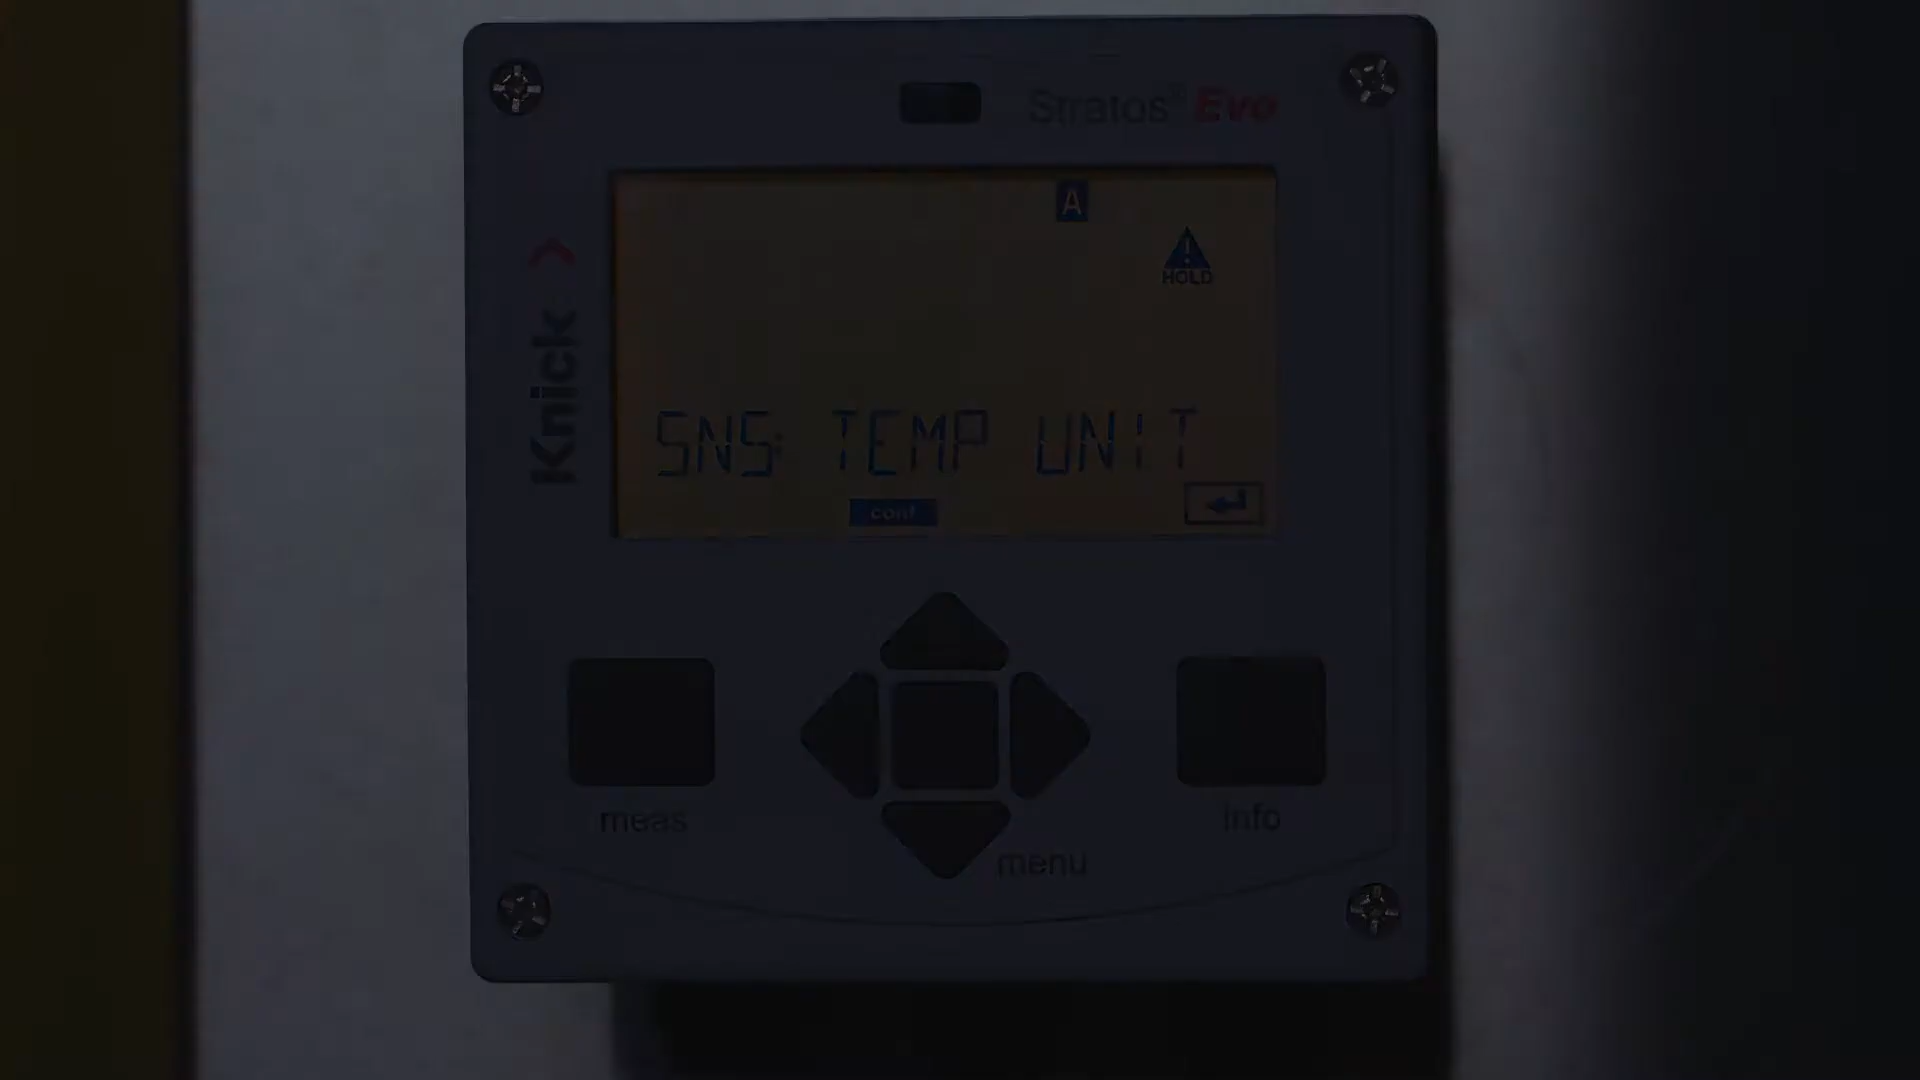 Stratos® Evo
A
HOLD
Knick >
SNS: TEMP UNIT
conf
meas
info
menu